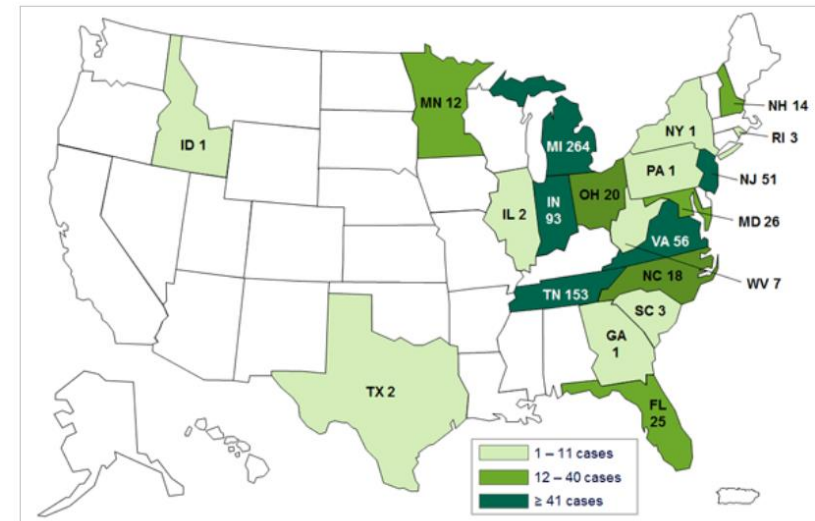 MN 12
NH 14
ID 1
NY 1
RI 3
MI 264
PA 1
NJ 51
OH 20
IN
93
IL 2
MD 26
VA 56
WV 7
NC 18
TN 153
SC 3
GA
1
TX 2
FL
25
1 – 11 cases
12 – 40 cases
≥ 41 cases